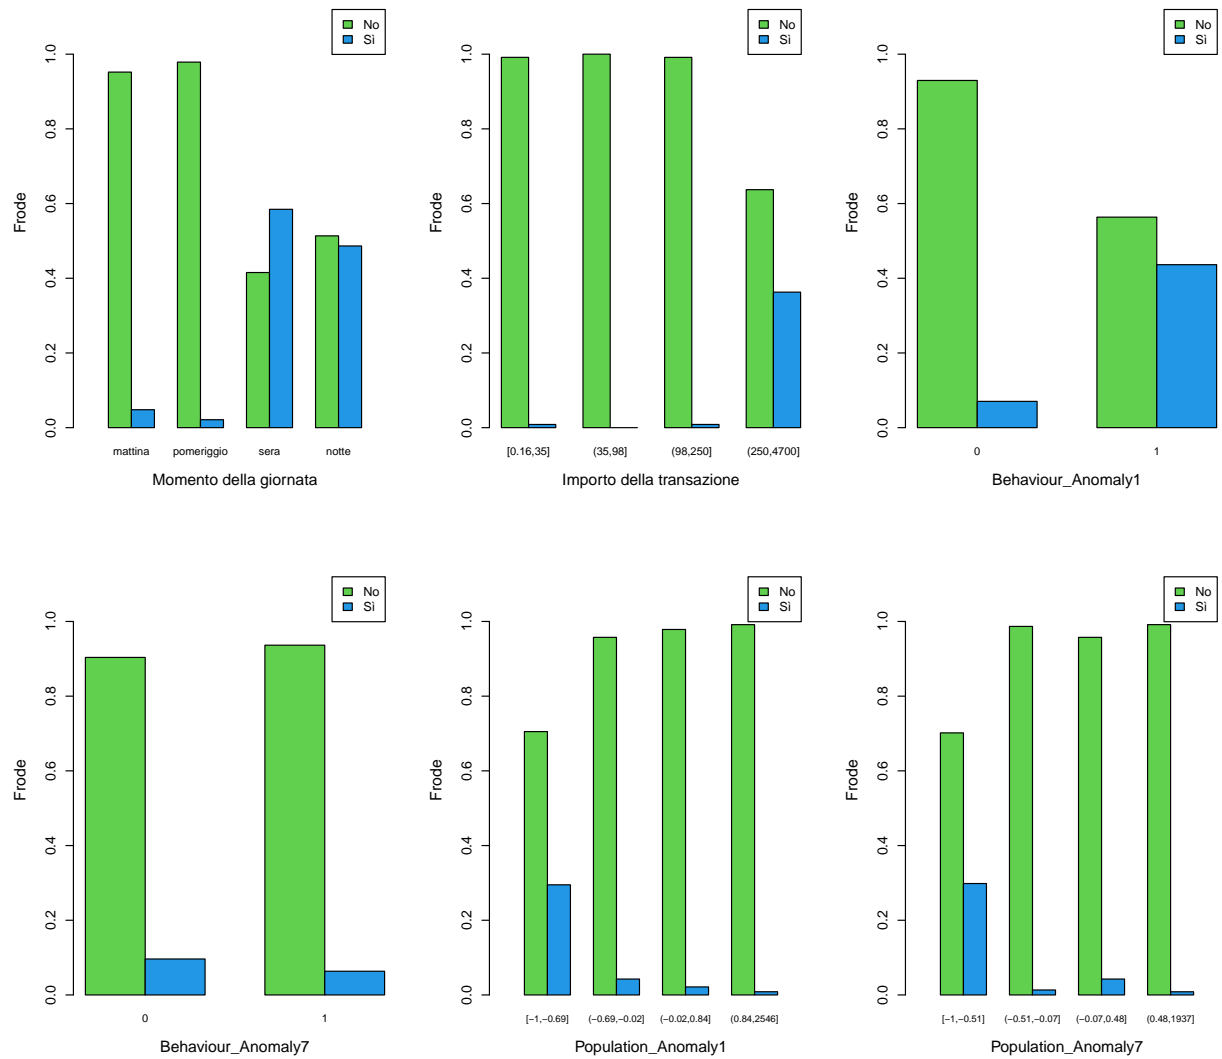 No
Sì
1.0
0.8
0.6
0.4
0.2
0.0
Frode
mattina pomeriggio sera notte
Momento della giornata
No
Sì
1.0
0.8
0.6
0.4
0.2
0.0
Frode
[0.16,35] (35,98] (98,250] (250,4700]
Importo della transazione
No
Sì
1.0
0.8
0.6
0.4
0.2
0.0
Frode
0 1
Behaviour_Anomaly1
No
Sì
1.0
0.8
0.6
0.4
0.2
0.0
Frode
0 1
Behaviour_Anomaly7
No
Sì
1.0
0.8
0.6
0.4
0.2
0.0
Frode
[−1,−0.69] (−0.69,−0.02] (−0.02,0.84] (0.84,2546]
Population_Anomaly1
No
Sì
1.0
0.8
0.6
0.4
0.2
0.0
Frode
[−1,−0.51] (−0.51,−0.07] (−0.07,0.48] (0.48,1937]
Population_Anomaly7